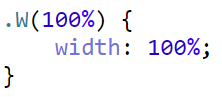 .W(100%) {
    width: 100%;
}